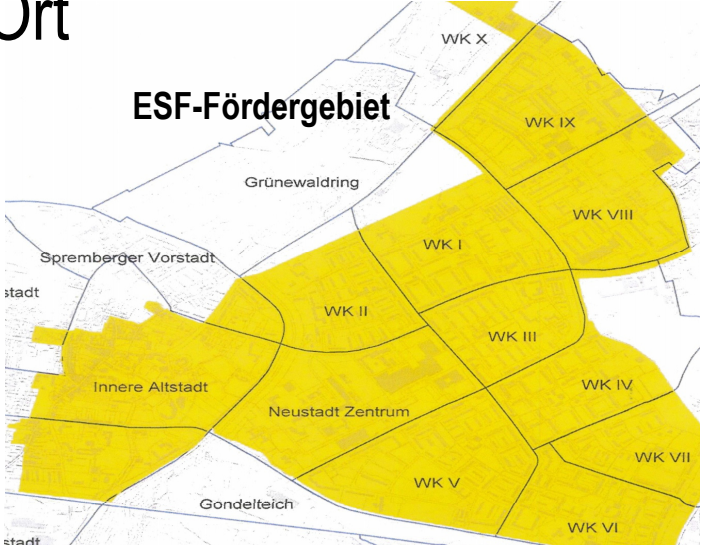 Ort
WK X
ESF-Fördergebiet
WK IX
Grünewaldring
WK VIII
WK I
Spremberger Vorstadt
stadt
WK II
WK III
Innere Altstadt
WK IV
Neustadt Zentrum
WK VII
WK V
Gondelteich
WK VI
stadt